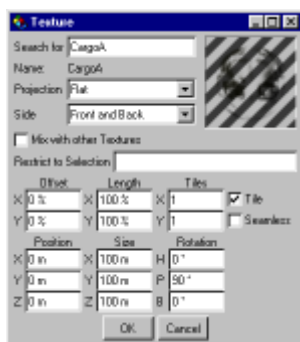 Texture
Search for CargoA
Name: CargoA
Projection Flat
Side Front and Back
Mix with other Textures
Restrict to Selection
Offset Length Tiles
X 0 % X 100 % X 1 Tile
Y 0 % Y 100 % Y 1 Seamless
Position Size Rotation
X 0 m X 100 m H 0 °
Y 0 m Y 100 m P 90 °
Z 0 m Z 100 m B 0 °
OK Cancel